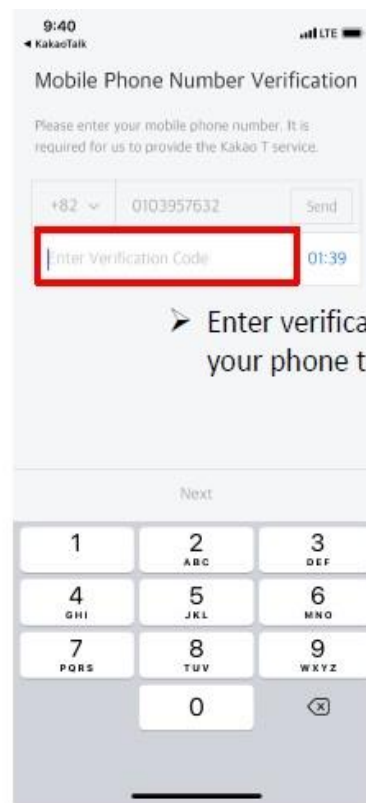 9:40
LTE
◀ KakaoTalk
Mobile Phone Number Verification
Please enter your mobile phone number. It is
required for us to provide the Kakao T service.
+82 0103957632 Send
Enter Verification Code 01:39
➤ Enter verifica
your phone t
Next
1 2 3
ABC DEF
4 5 6
GHI JKL MNO
7 8 9
PQRS TUV WXYZ
0